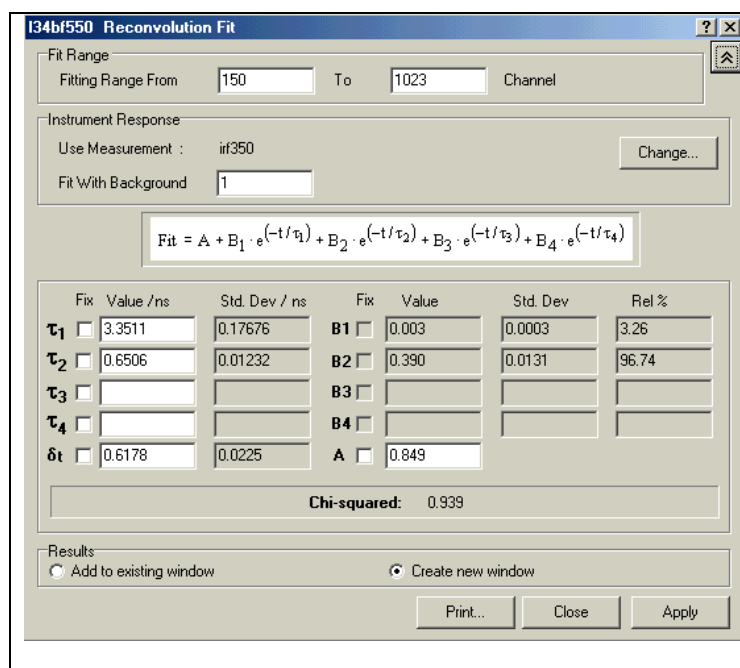 I34bf550 Reconvolution Fit
Fit Range
Fitting Range From 150 To 1023 Channel
Instrument Response
Use Measurement : irf350
Change...
Fit With Background 1
Fit = A + B₁ · e^(-t/τ₁) + B₂ · e^(-t/τ₂) + B₃ · e^(-t/τ₃) + B₄ · e^(-t/τ₄)
Fix Value /ns Std. Dev / ns Fix Value Std. Dev Rel %
τ₁ 3.3511 0.17676 B1 0.003 0.0003 3.26
τ₂ 0.6506 0.01232 B2 0.390 0.0131 96.74
τ₃ B3
τ₄ B4
δt 0.6178 0.0225 A 0.849
Chi-squared: 0.939
Results
Add to existing window Create new window
Print... Close Apply